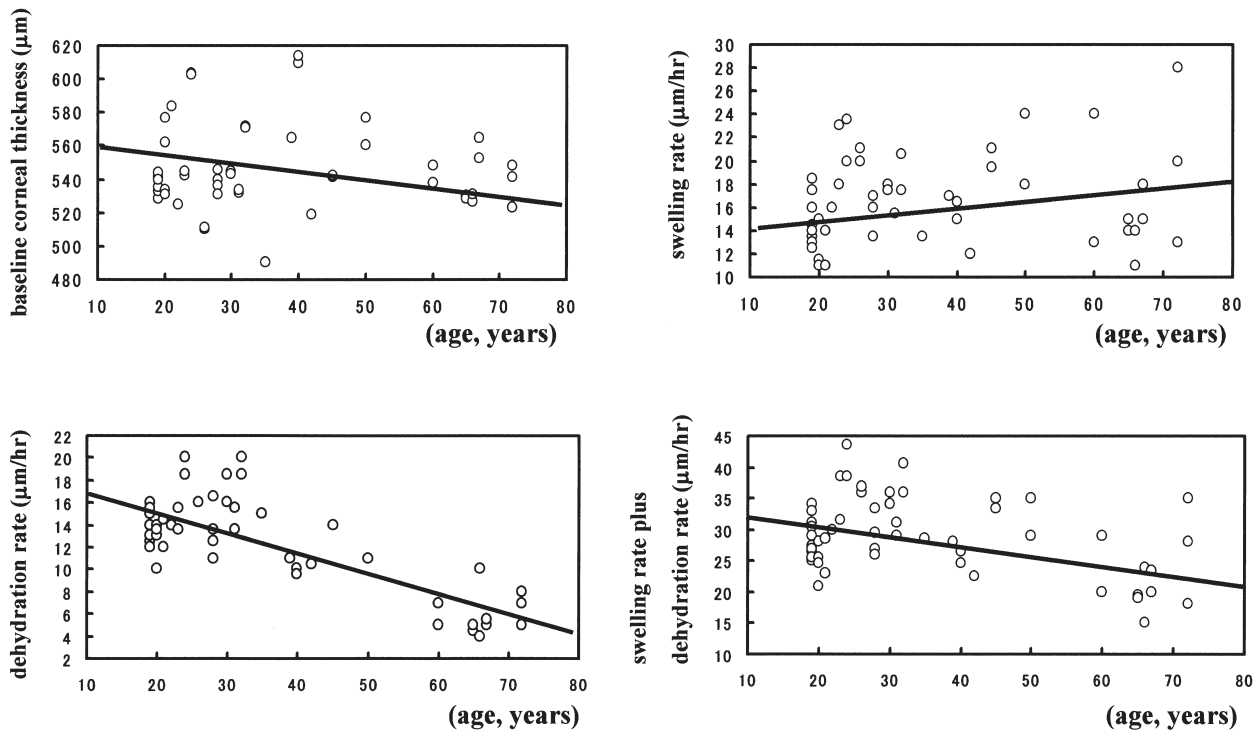 baseline corneal thickness (μm)
620
600
580
560
540
520
500
480
10 20 30 40 50 60 70 80
(age, years)
swelling rate (μm/hr)
30
28
26
24
22
20
18
16
14
12
10
10 20 30 40 50 60 70 80
(age, years)
dehydration rate (μm/hr)
22
20
18
16
14
12
10
8
6
4
2
10 20 30 40 50 60 70 80
(age, years)
swelling rate plus
dehydration rate (μm/hr)
45
40
35
30
25
20
15
10
10 20 30 40 50 60 70 80
(age, years)